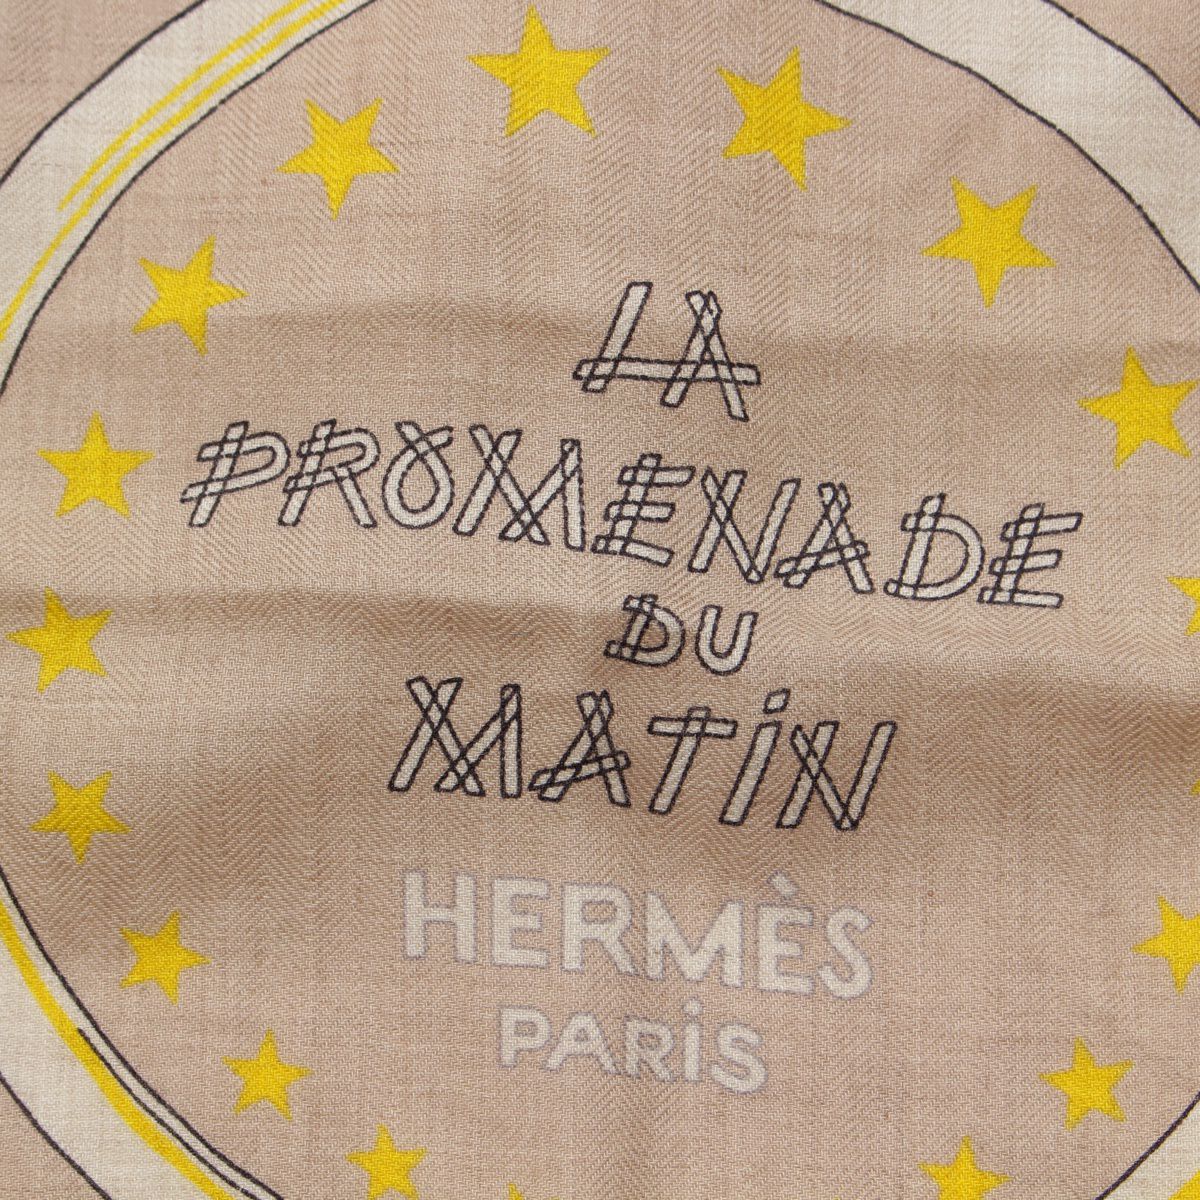 LA
PROMENADE
DU
MATIN
HERMÈS
PARIS